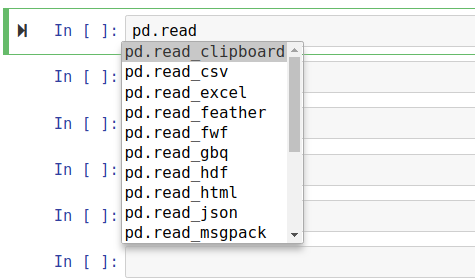 In [ ]: pd.read
pd.read_clipboard
In [ ]: pd.read_csv
pd.read_excel
In [ ]: pd.read_feather
pd.read_fwf
In [ ]: pd.read_gbq
pd.read_hdf
In [ ]: pd.read_html
pd.read_json
In [ ]: pd.read_msgpack